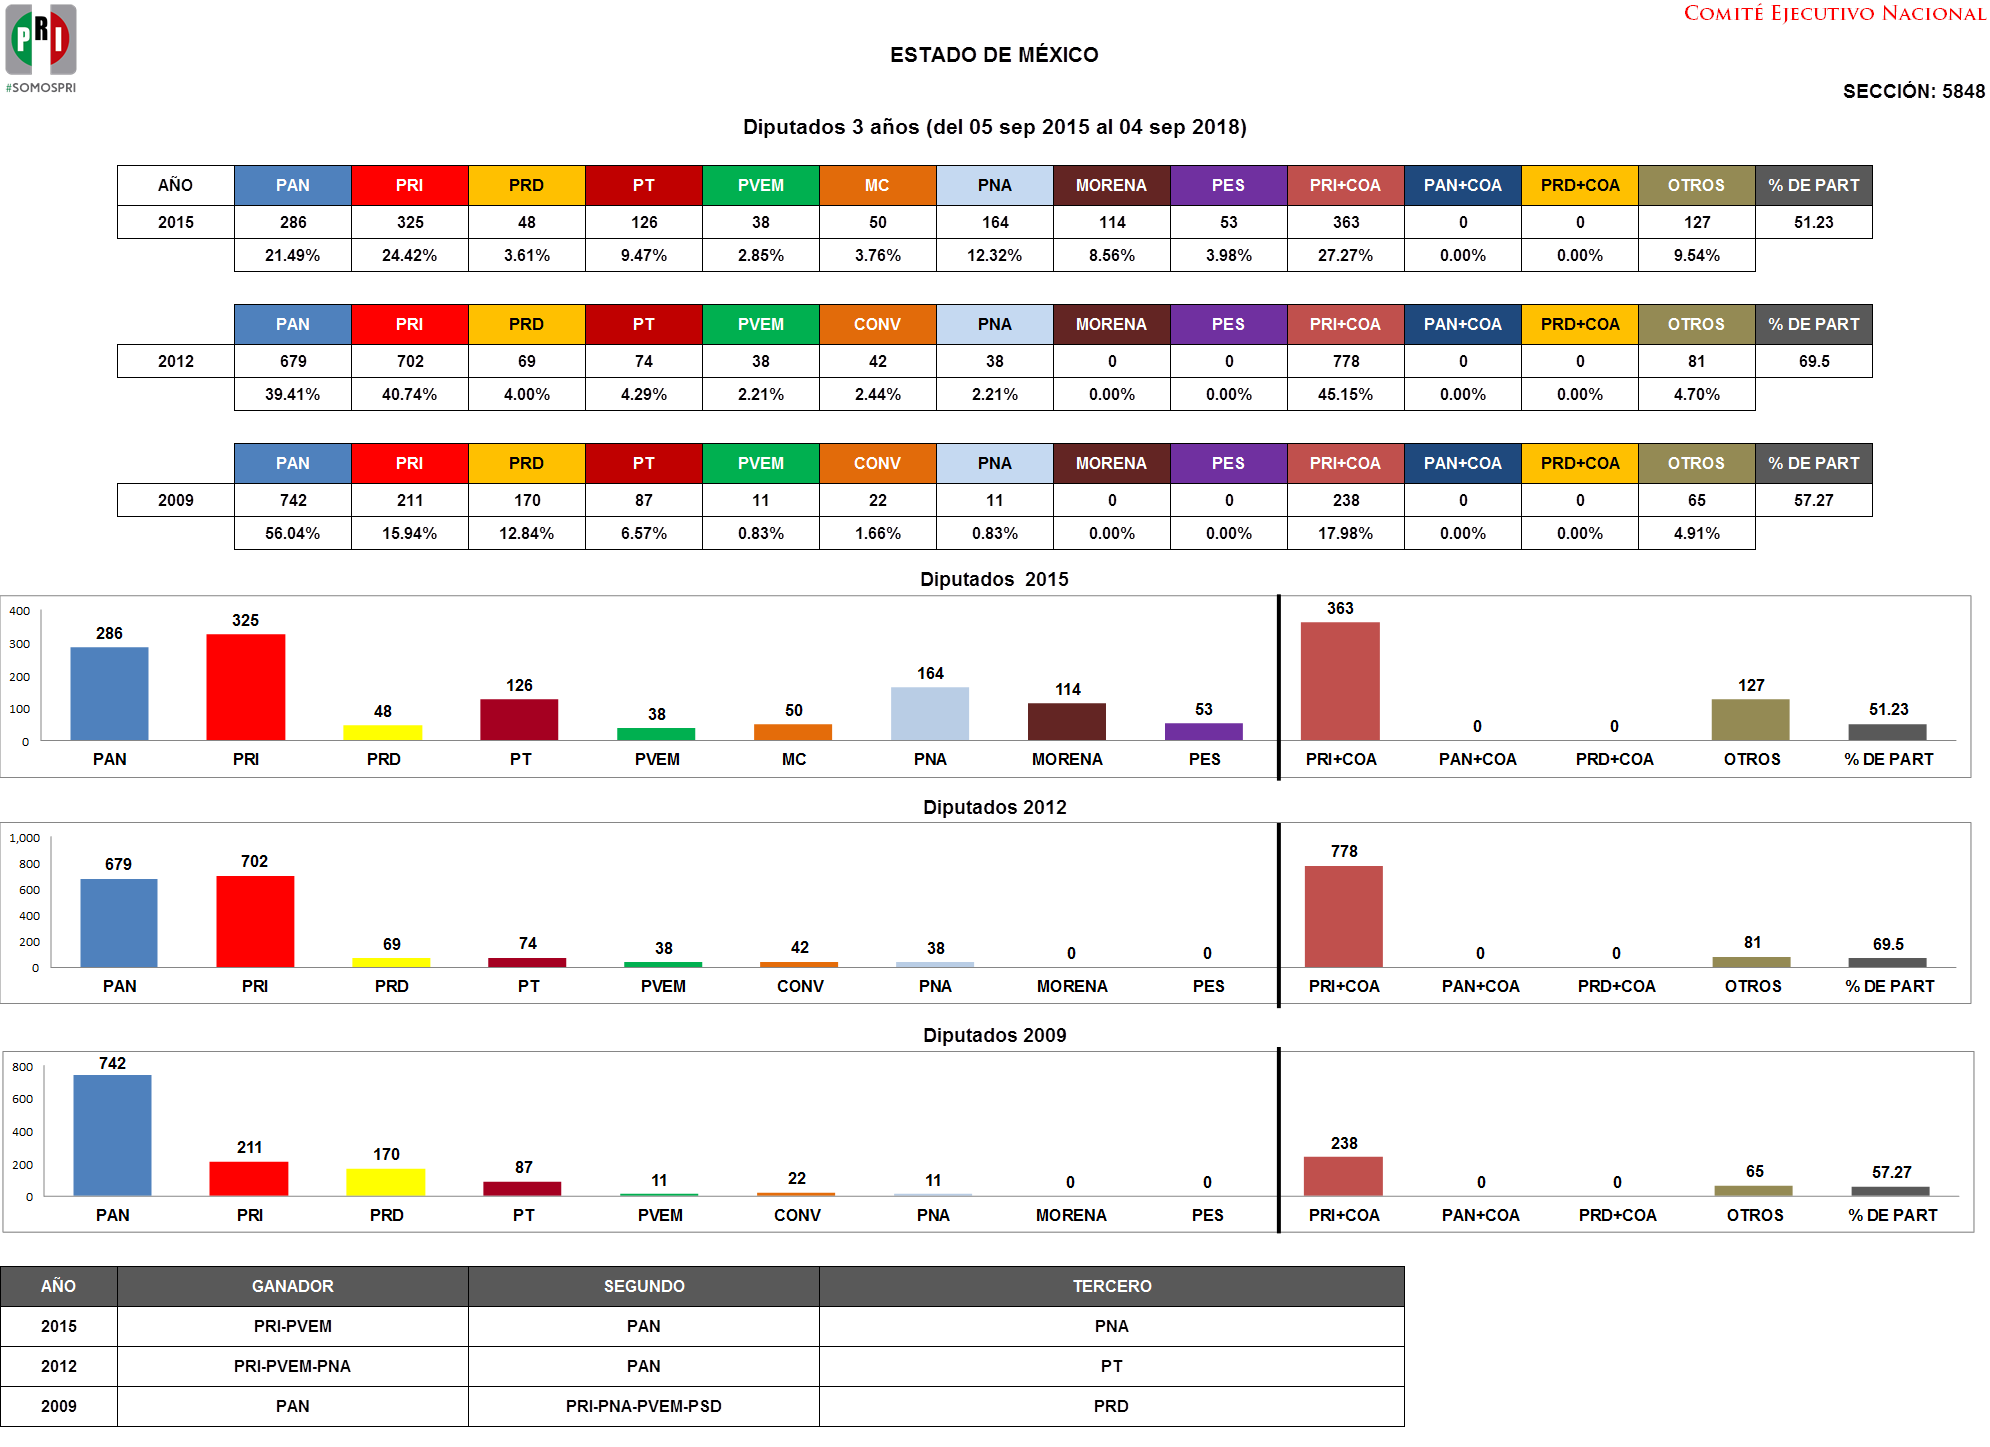 PRI
#SOMOSPRI
COMITÉ EJECUTIVO NACIONAL
ESTADO DE MÉXICO
SECCIÓN: 5848
Diputados 3 años (del 05 sep 2015 al 04 sep 2018)
AÑO PAN PRI PRD PT PVEM MC PNA MORENA PES PRI+COA PAN+COA PRD+COA OTROS % DE PART
2015 286 325 48 126 38 50 164 114 53 363 0 0 127 51.23
21.49% 24.42% 3.61% 9.47% 2.85% 3.76% 12.32% 8.56% 3.98% 27.27% 0.00% 0.00% 9.54%
PAN PRI PRD PT PVEM CONV PNA MORENA PES PRI+COA PAN+COA PRD+COA OTROS % DE PART
2012 679 702 69 74 38 42 38 0 0 778 0 0 81 69.5
39.41% 40.74% 4.00% 4.29% 2.21% 2.44% 2.21% 0.00% 0.00% 45.15% 0.00% 0.00% 4.70%
PAN PRI PRD PT PVEM CONV PNA MORENA PES PRI+COA PAN+COA PRD+COA OTROS % DE PART
2009 742 211 170 87 11 22 11 0 0 238 0 0 65 57.27
56.04% 15.94% 12.84% 6.57% 0.83% 1.66% 0.83% 0.00% 0.00% 17.98% 0.00% 0.00% 4.91%
Diputados 2015
400
300
200
100
0
286 325 48 126 38 50 164 114 53 363 0 0 127 51.23
PAN PRI PRD PT PVEM MC PNA MORENA PES PRI+COA PAN+COA PRD+COA OTROS % DE PART
Diputados 2012
1,000
800
600
400
200
0
679 702 69 74 38 42 38 0 0 778 0 0 81 69.5
PAN PRI PRD PT PVEM CONV PNA MORENA PES PRI+COA PAN+COA PRD+COA OTROS % DE PART
Diputados 2009
800
600
400
200
0
742 211 170 87 11 22 11 0 0 238 0 0 65 57.27
PAN PRI PRD PT PVEM CONV PNA MORENA PES PRI+COA PAN+COA PRD+COA OTROS % DE PART
AÑO GANADOR SEGUNDO TERCERO
2015 PRI-PVEM PAN PNA
2012 PRI-PVEM-PNA PAN PT
2009 PAN PRI-PNA-PVEM-PSD PRD